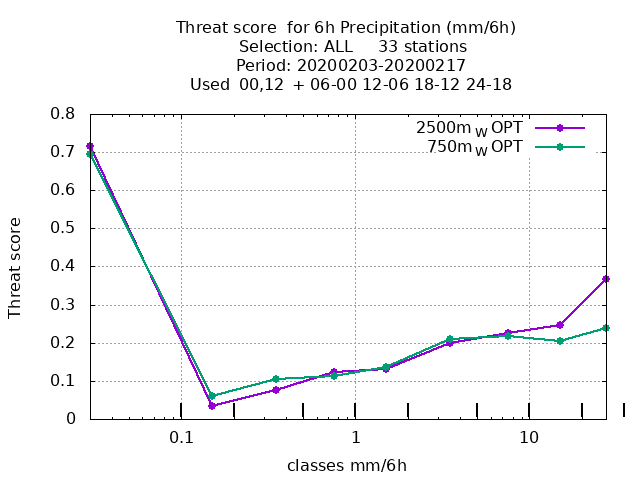 Threat score  for 6h Precipitation (mm/6h)
Selection: ALL     33 stations
Period: 20200203-20200217
Used  00,12  + 06-00 12-06 18-12 24-18
2500m W OPT
750m W OPT
0.8
0.7
0.6
0.5
0.4
0.3
0.2
0.1
0
Threat score
0.1
1
10
classes mm/6h